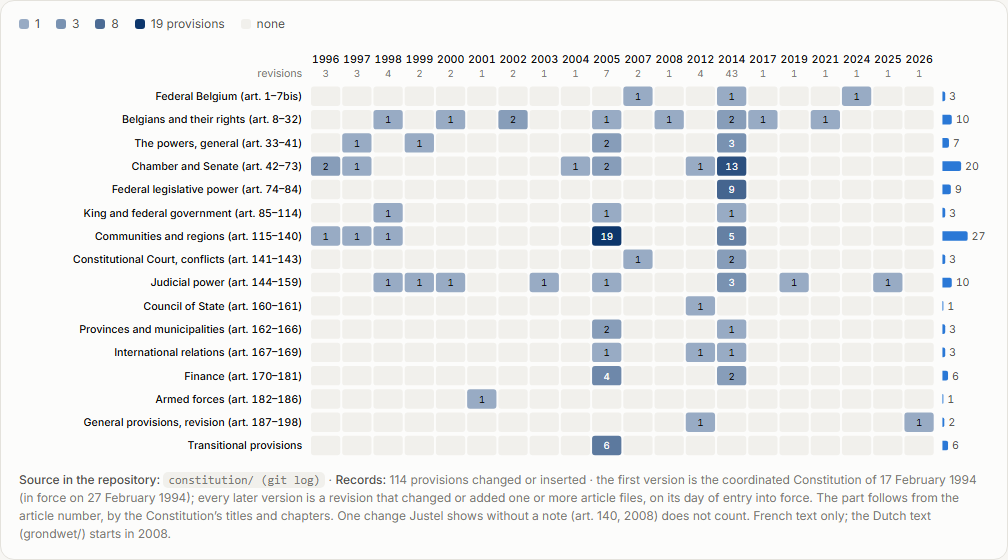 1 3 8 19 provisions none
1996 1997 1998 1999 2000 2001 2002 2003 2004 2005 2007 2008 2012 2014 2017 2019 2021 2024 2025 2026
revisions 3 3 4 2 2 1 2 1 1 7 2 1 4 43 1 1 1 1 1 1
Federal Belgium (art. 1–7bis) 1 1 1 3
Belgians and their rights (art. 8–32) 1 1 2 1 1 2 1 1 10
The powers, general (art. 33–41) 1 1 2 3 7
Chamber and Senate (art. 42–73) 2 1 1 2 1 13 20
Federal legislative power (art. 74–84) 9 9
King and federal government (art. 85–114) 1 1 1 3
Communities and regions (art. 115–140) 1 1 1 19 5 27
Constitutional Court, conflicts (art. 141–143) 1 2 3
Judicial power (art. 144–159) 1 1 1 1 1 3 1 1 10
Council of State (art. 160–161) 1 1
Provinces and municipalities (art. 162–166) 2 1 3
International relations (art. 167–169) 1 1 1 3
Finance (art. 170–181) 4 2 6
Armed forces (art. 182–186) 1 1
General provisions, revision (art. 187–198) 1 1 2
Transitional provisions 6 6
Source in the repository: constitution/ (git log) · Records: 114 provisions changed or inserted · the first version is the coordinated Constitution of 17 February 1994
(in force on 27 February 1994); every later version is a revision that changed or added one or more article files, on its day of entry into force. The part follows from the
article number, by the Constitution's titles and chapters. One change Justel shows without a note (art. 140, 2008) does not count. French text only; the Dutch text
(grondwet/) starts in 2008.